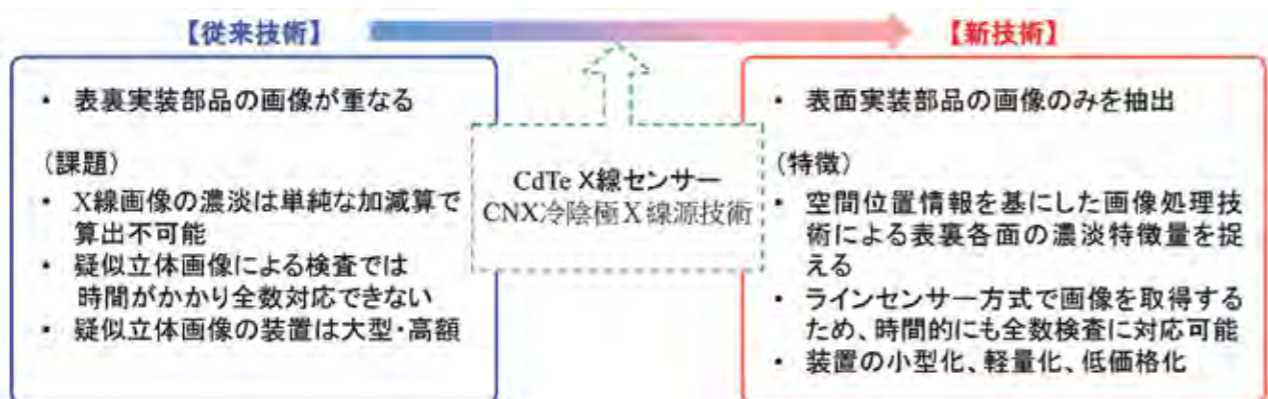 【従来技術】
【新技術】
・ 表裏実装部品の画像が重なる
(課題)
・ X線画像の濃淡は単純な加減算で
算出不可能
・ 疑似立体画像による検査では
時間がかかり全数対応できない
・ 疑似立体画像の装置は大型・高額
CdTe X線センサー
CNX冷陰極X線源技術
・ 表面実装部品の画像のみを抽出
(特徴)
・ 空間位置情報を基にした画像処理技
術による表裏各面の濃淡特徴量を捉
える
・ ラインセンサー方式で画像を取得する
ため、時間的にも全数検査に対応可能
・ 装置の小型化、軽量化、低価格化